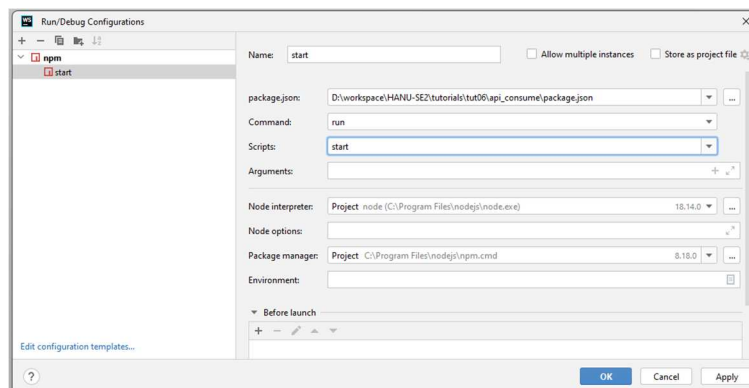 WS Run/Debug Configurations
npm
start
Edit configuration templates...
Name: start Allow multiple instances Store as project file
package.json: D:\workspace\HANU-SE2\tutorials\tut06\api_consume\package.json ...
Command: run
Scripts: start
Arguments:
Node interpreter: Project node (C:\Program Files\nodejs\node.exe) 18.14.0 ...
Node options:
Package manager: Project C:\Program Files\nodejs\npm.cmd 8.18.0 ...
Environment:
Before launch
? OK Cancel Apply